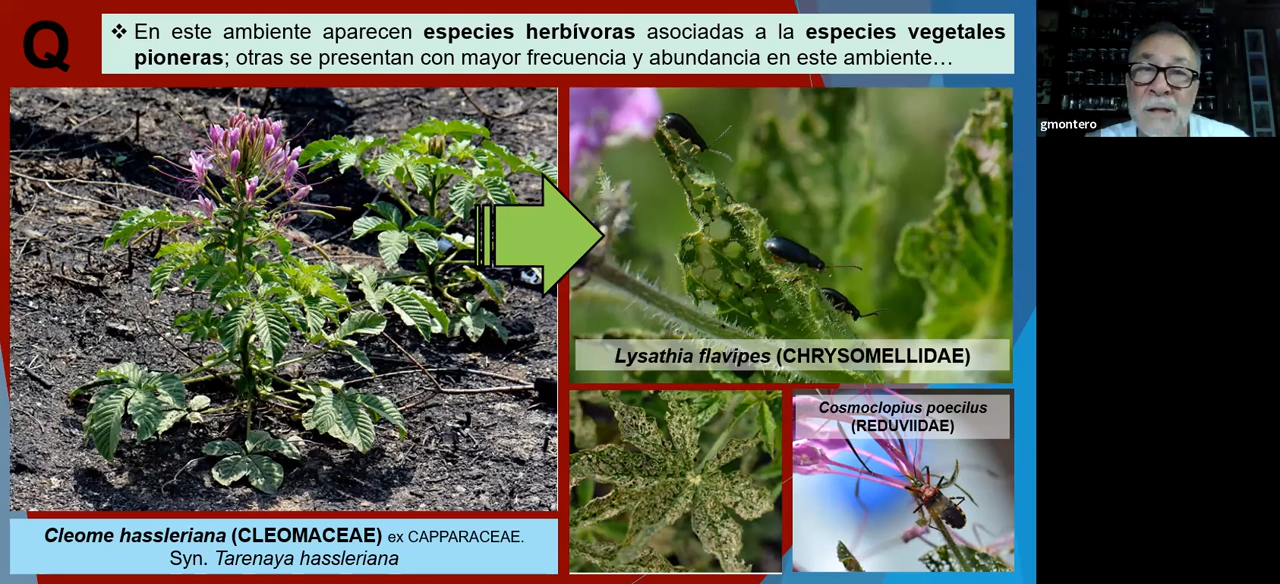 Q
❖ En este ambiente aparecen especies herbívoras asociadas a la especies vegetales
pioneras; otras se presentan con mayor frecuencia y abundancia en este ambiente…
gmontero
Lysathia flavipes (CHRYSOMELLIDAE)
Cosmoclopius poecilus
(REDUVIIDAE)
Cleome hassleriana (CLEOMACEAE) ex CAPPARACEAE.
Syn. Tarenaya hassleriana